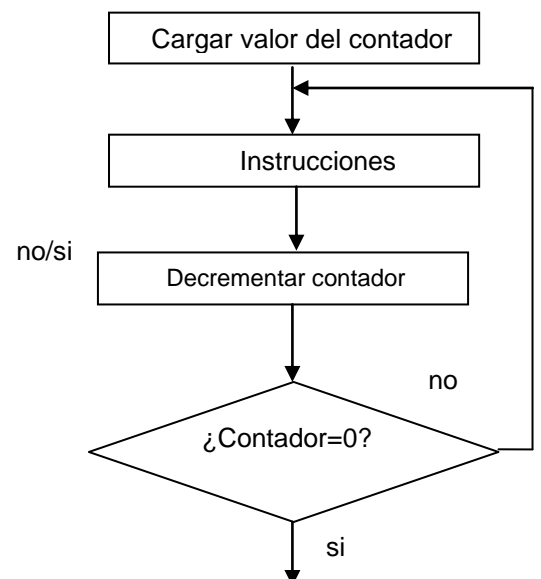 Cargar valor del contador
Instrucciones
no/si
Decrementar contador
no
¿Contador=0?
si